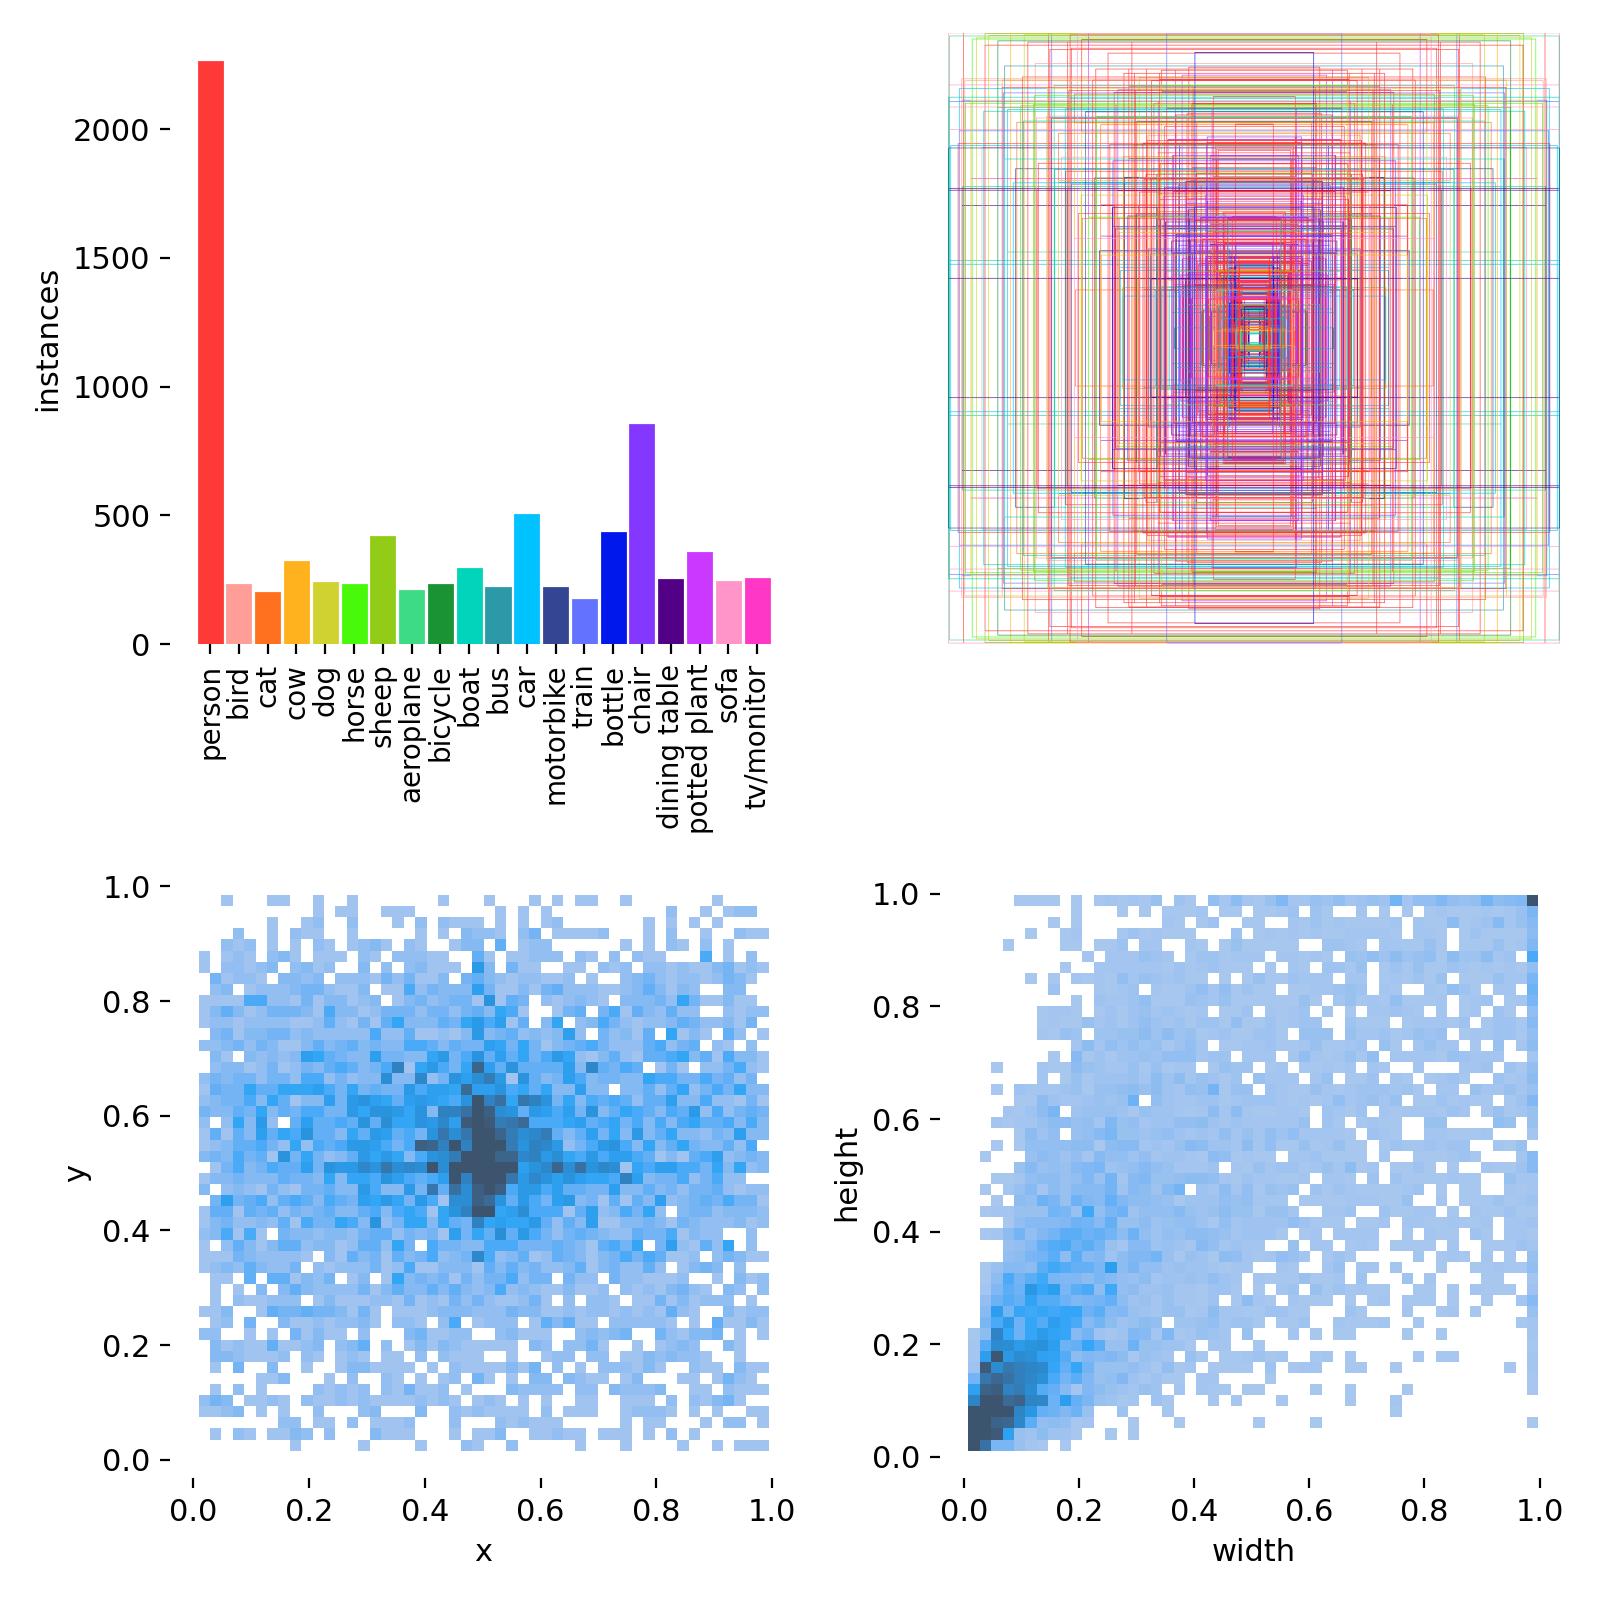 instances
2000
1500
1000
500
0
person
bird
cat
cow
dog
horse
sheep
aeroplane
bicycle
boat
bus
car
motorbike
train
bottle
chair
dining table
potted plant
sofa
tv/monitor
y
1.0
0.8
0.6
0.4
0.2
0.0
0.0 0.2 0.4 0.6 0.8 1.0
x
height
1.0
0.8
0.6
0.4
0.2
0.0
0.0 0.2 0.4 0.6 0.8 1.0
width